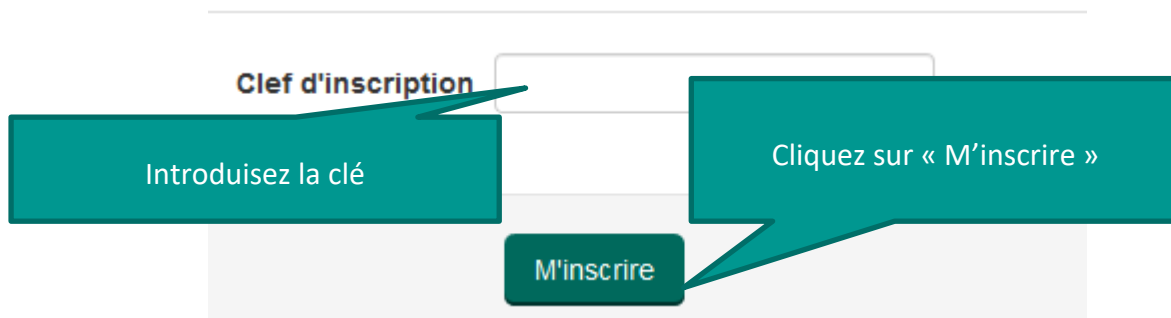 Clef d'inscription
Introduisez la clé
Cliquez sur « M’inscrire »
M'inscrire